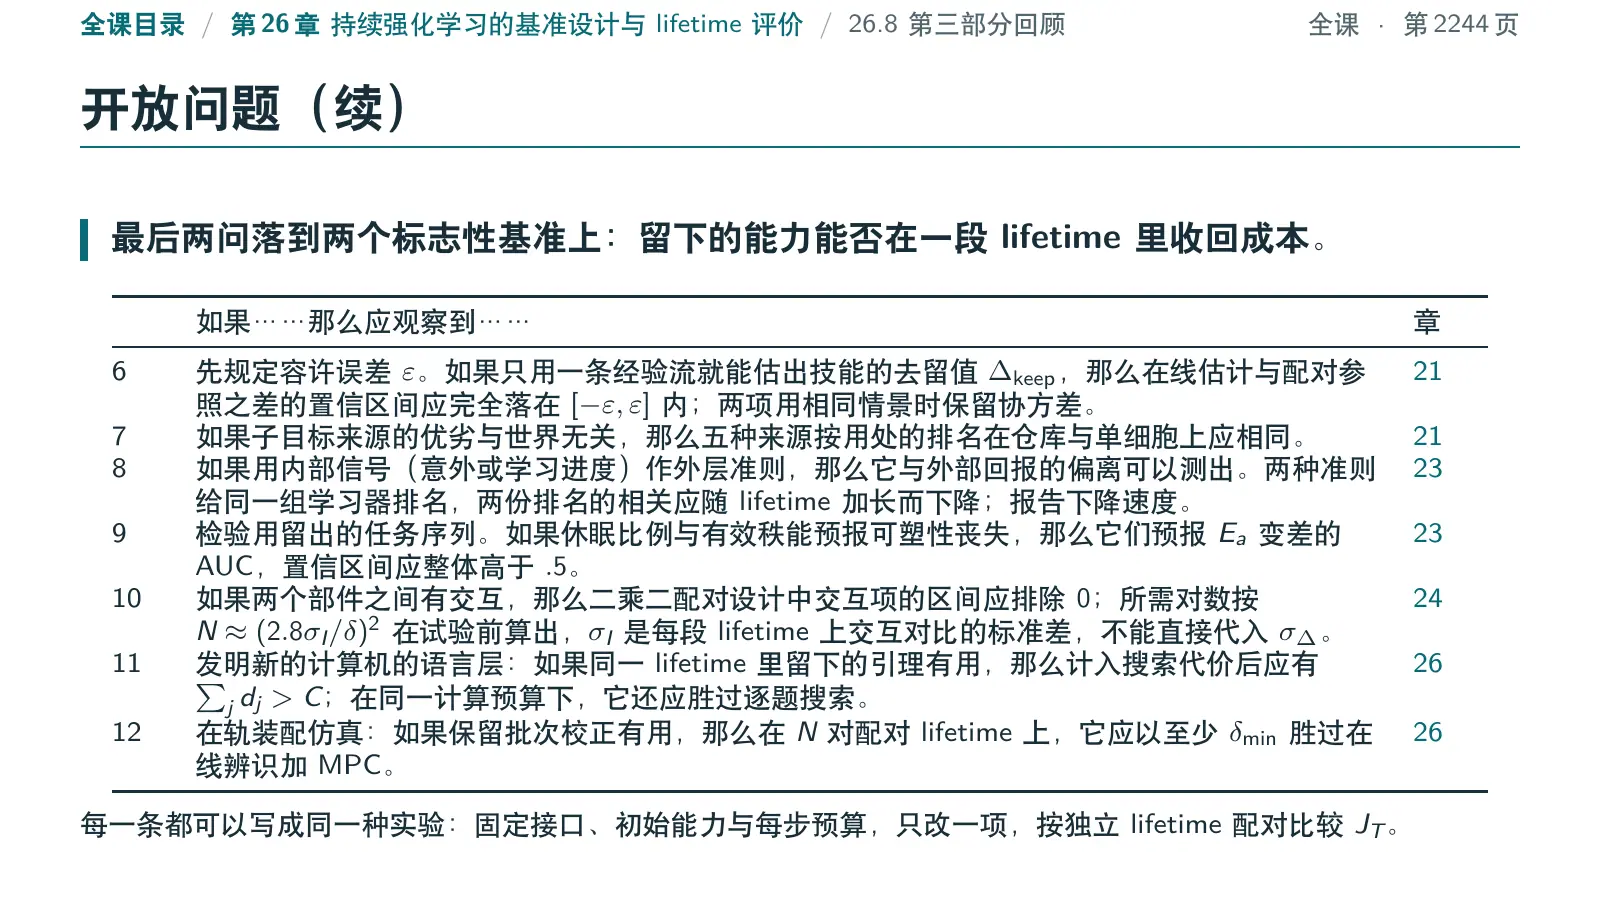 全课目录 / 第 26 章 持续强化学习的基准设计与 lifetime 评价 / 26.8 第三部分回顾 全课 · 第 2244 页
开放问题（续）
最后两问落到两个标志性基准上：留下的能力能否在一段 lifetime 里收回成本。
如果……那么应观察到…… 章
6 先规定容许误差 ε。如果只用一条经验流就能估出技能的去留值 Δ_keep，那么在线估计与配对参 21
照之差的置信区间应完全落在 [−ε, ε] 内；两项用相同情景时保留协方差。
7 如果子目标来源的优劣与世界无关，那么五种来源按用处的排名在仓库与单细胞上应相同。 21
8 如果用内部信号（意外或学习进度）作外层准则，那么它与外部回报的偏离可以测出。两种准则 23
给同一组学习器排名，两份排名的相关应随 lifetime 加长而下降；报告下降速度。
9 检验用留出的任务序列。如果休眠比例与有效秩能预报可塑性丧失，那么它们预报 E_a 变差的 23
AUC，置信区间应整体高于 .5。
10 如果两个部件之间有交互，那么二乘二配对设计中交互项的区间应排除 0；所需对数按 24
N ≈ (2.8σ_I/δ)² 在试验前算出，σ_I 是每段 lifetime 上交互对比的标准差，不能直接代入 σ_Δ。
11 发明新的计算机的语言层：如果同一 lifetime 里留下的引理有用，那么计入搜索代价后应有 26
∑_j d_j > C；在同一计算预算下，它还应胜过逐题搜索。
12 在轨装配仿真：如果保留批次校正有用，那么在 N 对配对 lifetime 上，它应以至少 δ_min 胜过在 26
线辨识加 MPC。
每一条都可以写成同一种实验：固定接口、初始能力与每步预算，只改一项，按独立 lifetime 配对比较 J_T。